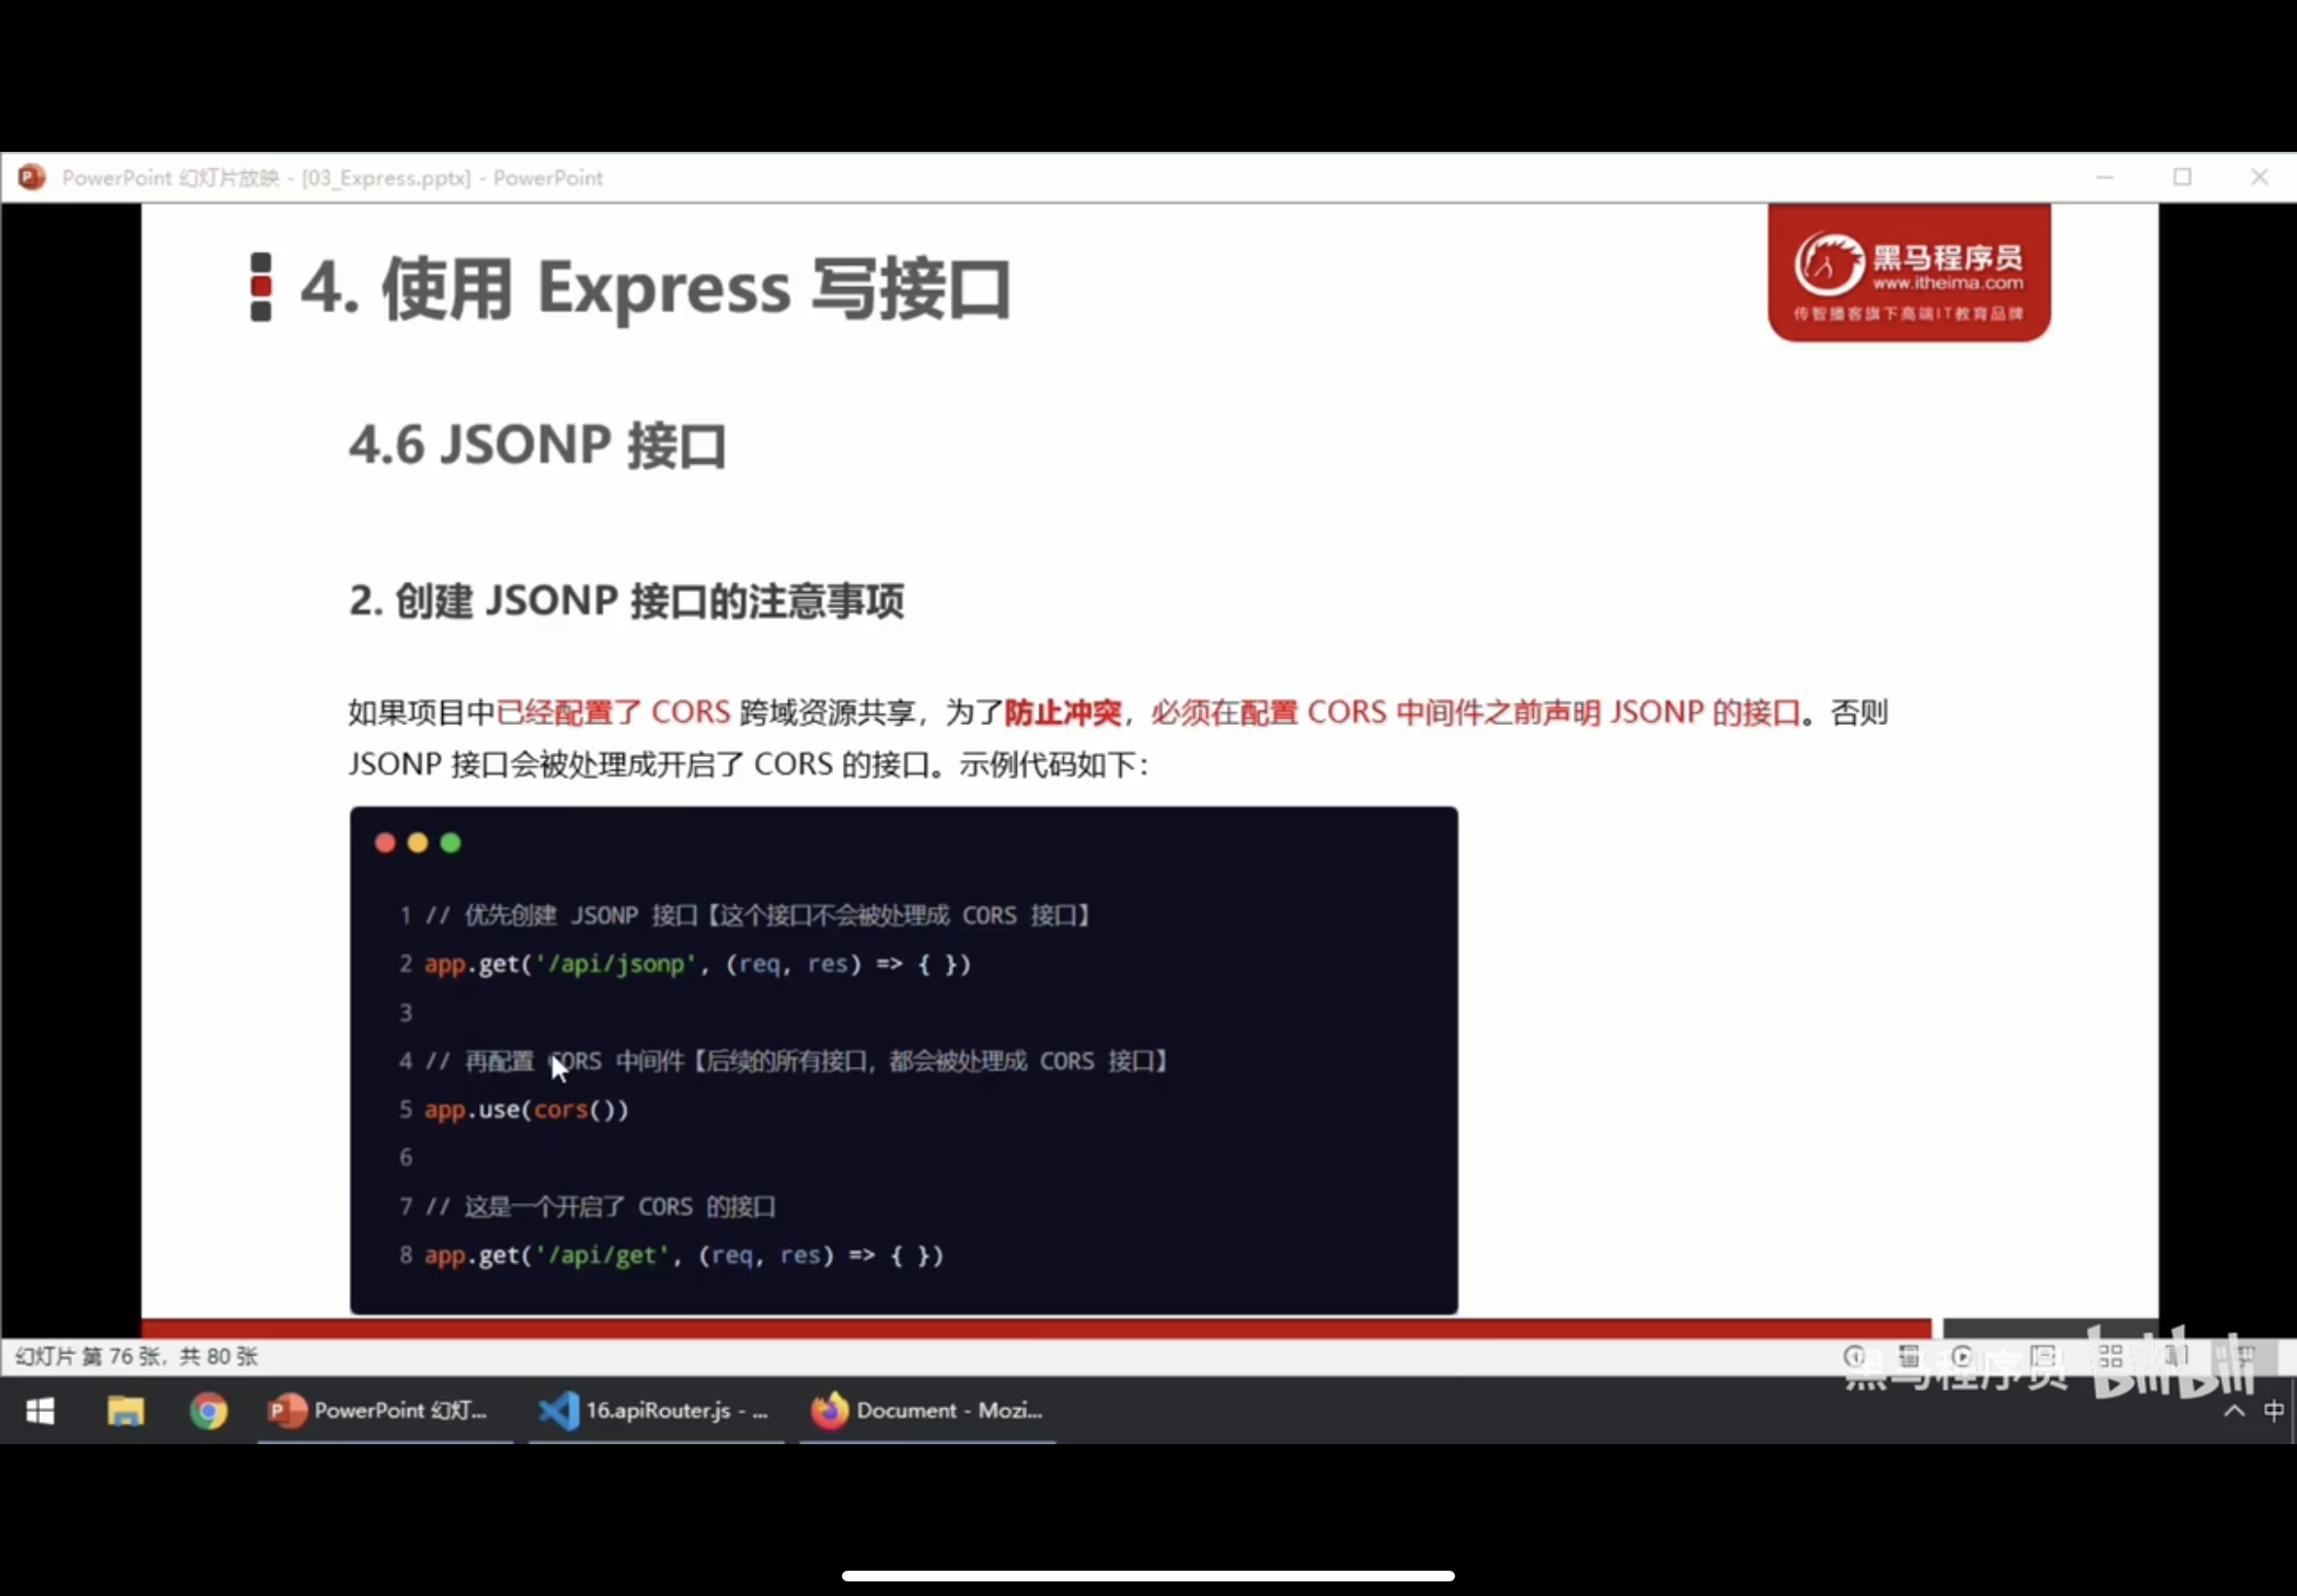 PowerPoint 幻灯片放映 - [03_Express.pptx] - PowerPoint
4. 使用 Express 写接口
黑马程序员
www.itheima.com
传智播客旗下高端IT教育品牌
4.6 JSONP 接口
2. 创建 JSONP 接口的注意事项
如果项目中已经配置了 CORS 跨域资源共享，为了防止冲突，必须在配置 CORS 中间件之前声明 JSONP 的接口。否则
JSONP 接口会被处理成开启了 CORS 的接口。示例代码如下：
1 // 优先创建 JSONP 接口【这个接口不会被处理成 CORS 接口】
2 app.get('/api/jsonp', (req, res) => { })
3
4 // 再配置 CORS 中间件【后续的所有接口，都会被处理成 CORS 接口】
5 app.use(cors())
6
7 // 这是一个开启了 CORS 的接口
8 app.get('/api/get', (req, res) => { })
幻灯片 第 76 张，共 80 张
黑马程序员 bilibili
PowerPoint 幻灯...
16.apiRouter.js - ...
Document - Mozi...
中